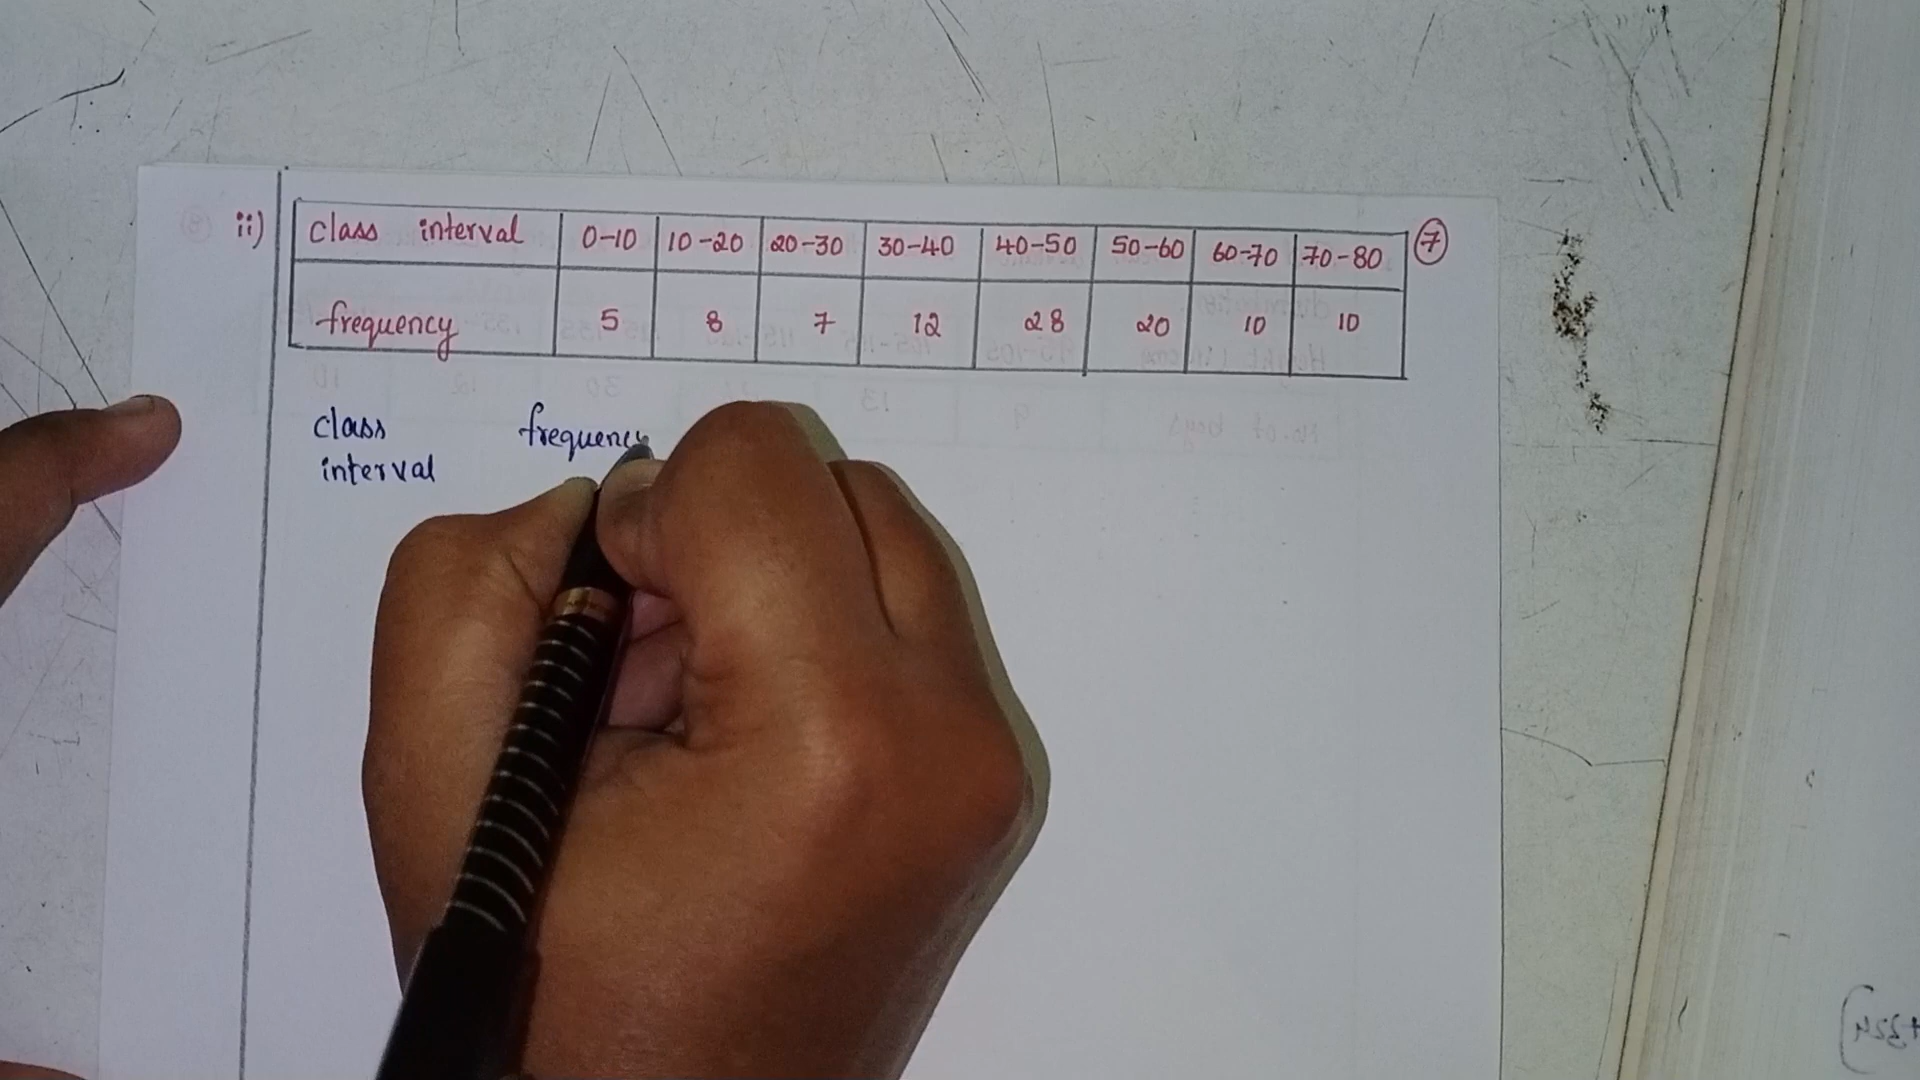 ii) class interval 0-10 10-20 20-30 30-40 40-50 50-60 60-70 70-80 7
frequency 5 8 7 12 28 20 10 10
class frequency
interval